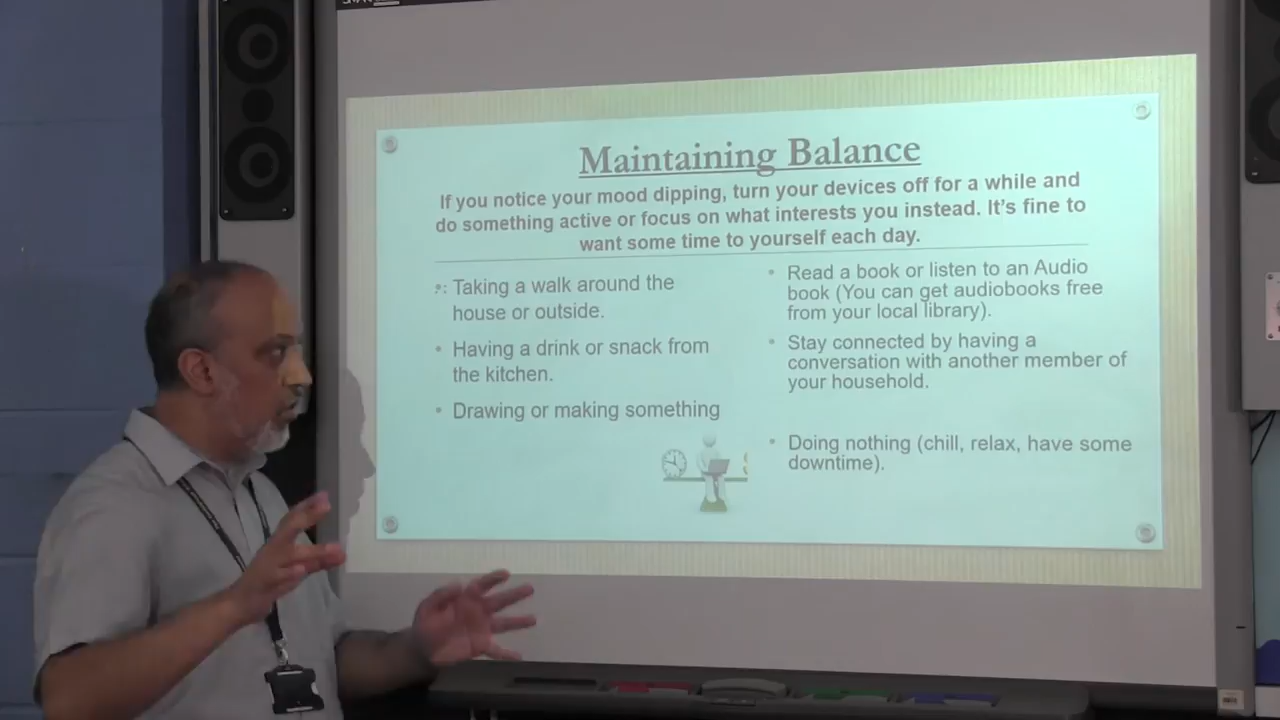 Maintaining Balance
If you notice your mood dipping, turn your devices off for a while and
do something active or focus on what interests you instead. It's fine to
want some time to yourself each day.
Taking a walk around the
house or outside.
• Having a drink or snack from
the kitchen.
• Drawing or making something
• Read a book or listen to an Audio
book (You can get audiobooks free
from your local library).
• Stay connected by having a
conversation with another member of
your household.
• Doing nothing (chill, relax, have some
downtime).